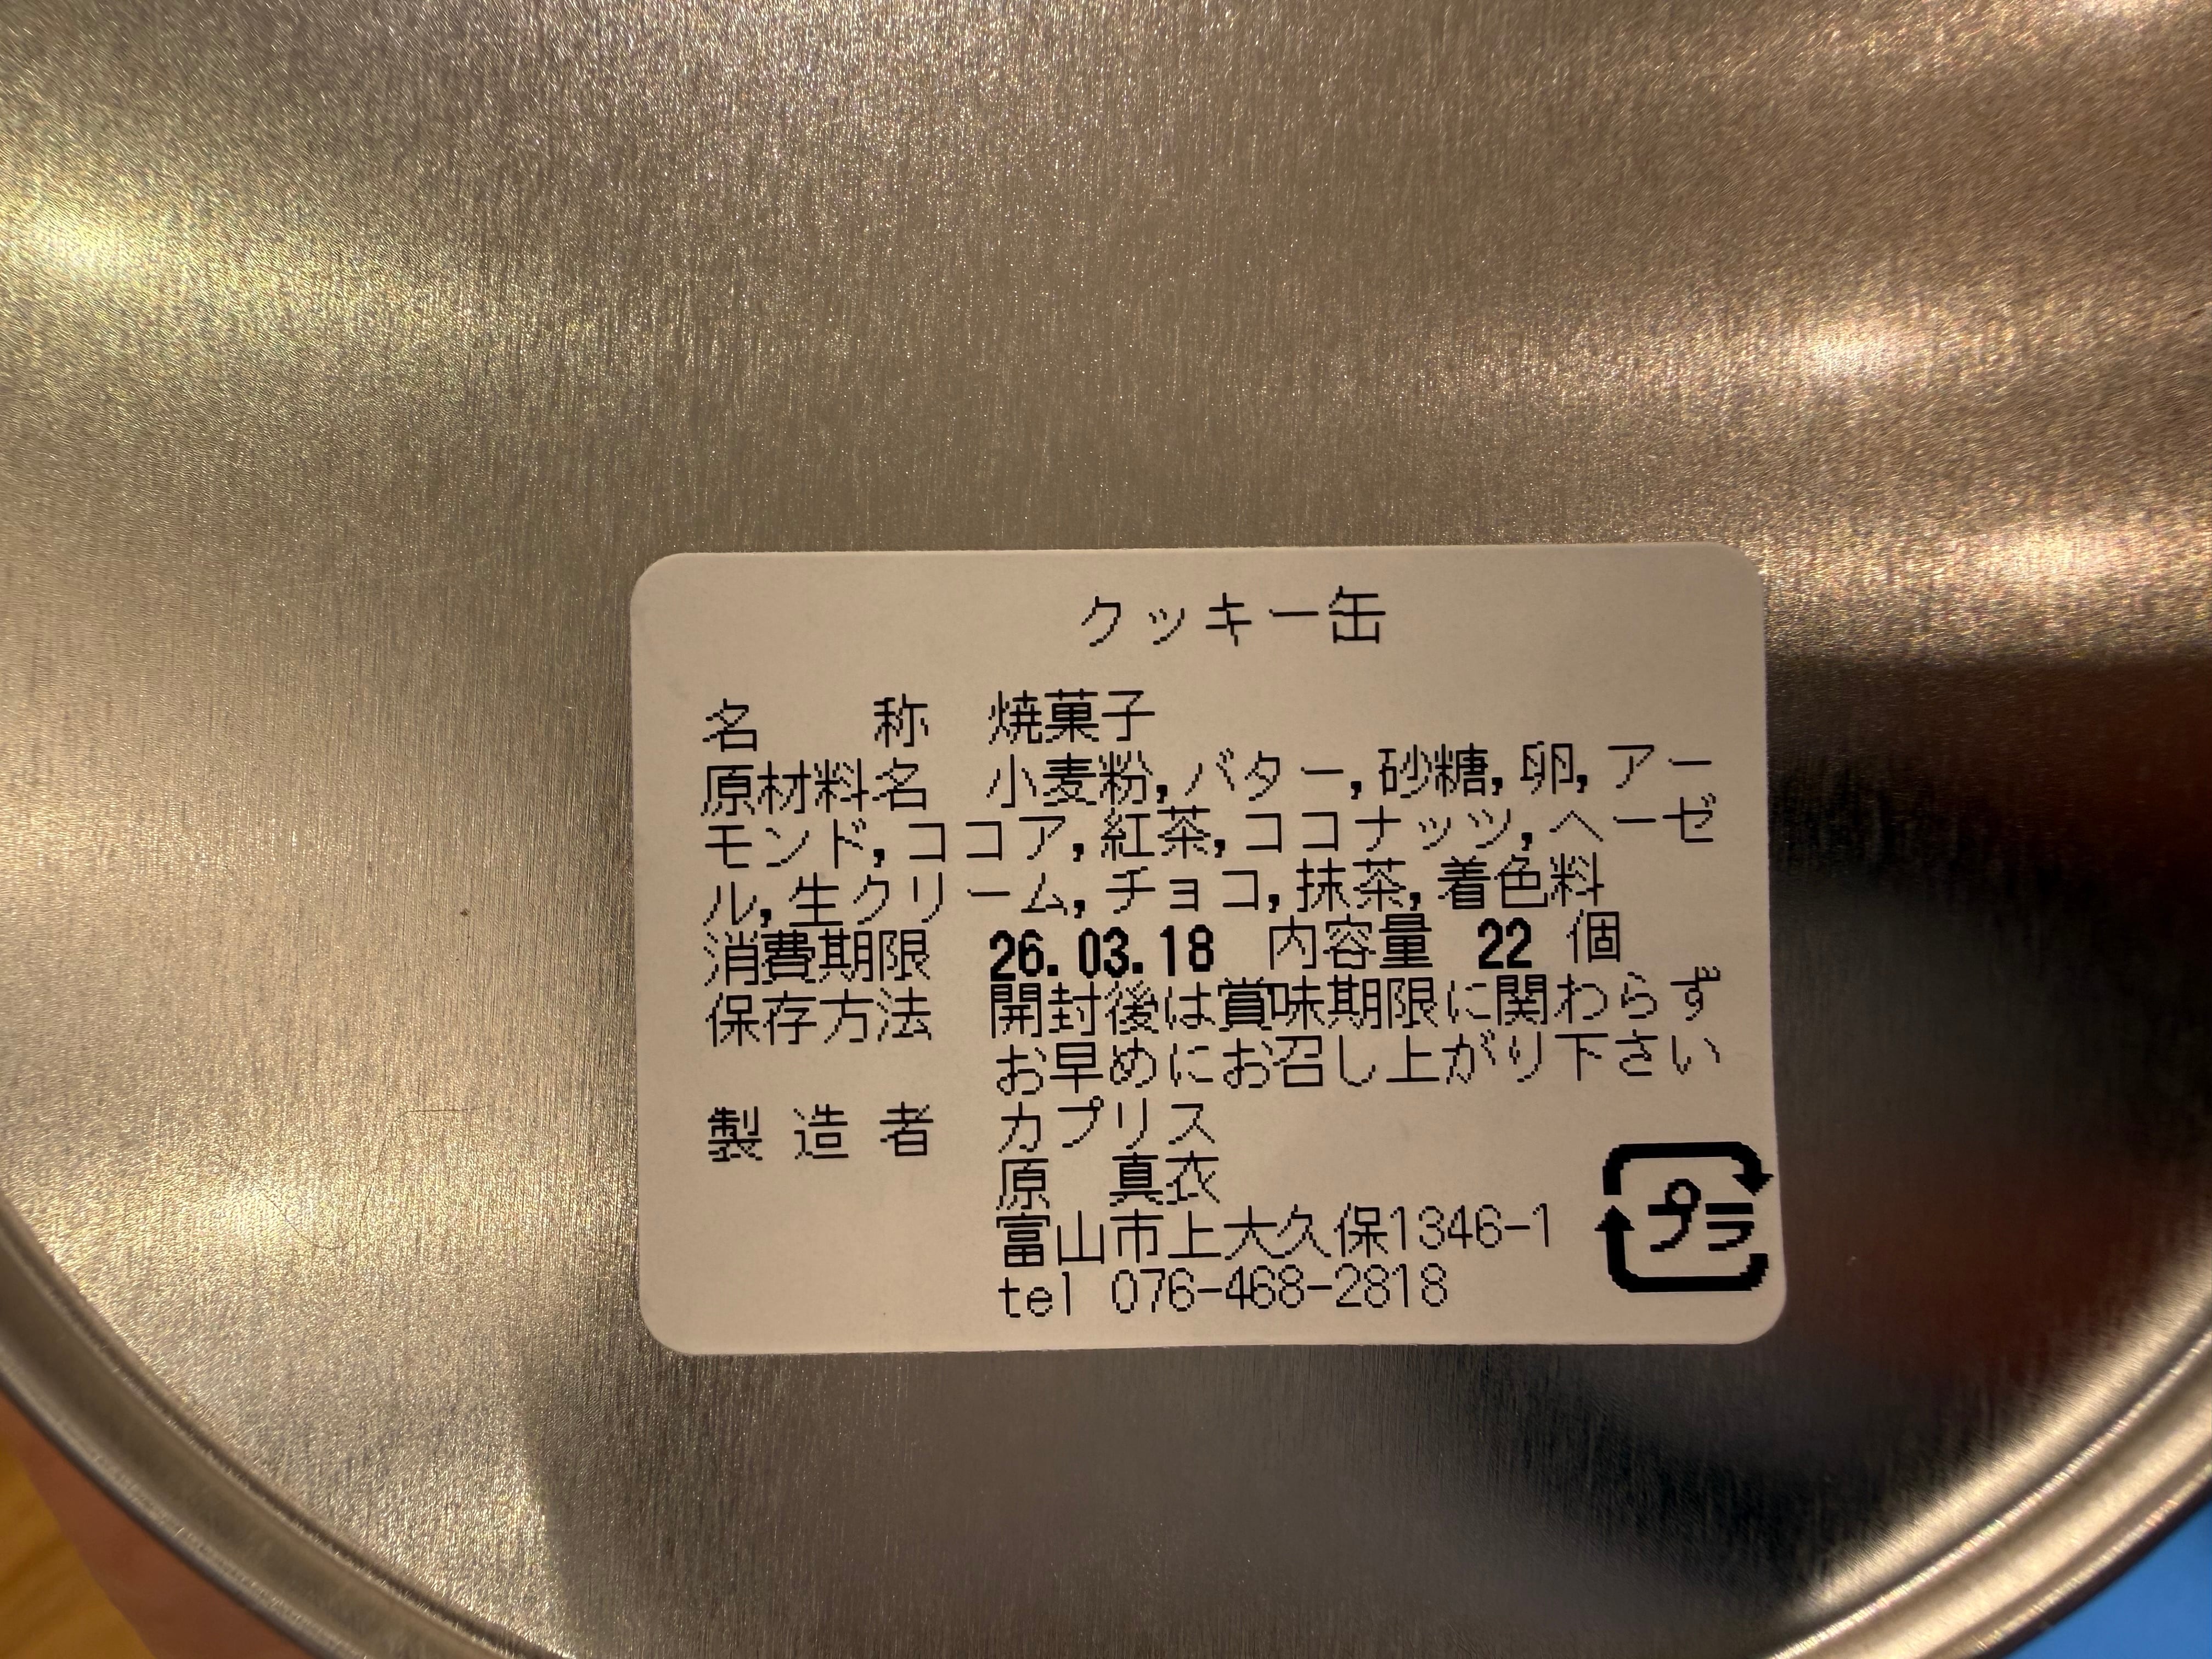 クッキー缶
名　　称　焼菓子
原材料名　小麦粉,バター,砂糖,卵,アー
モンド,ココア,紅茶,ココナッツ,ヘーゼ
ル,生クリーム,チョコ,抹茶,着色料
消費期限　26.03.18　内容量　22 個
保存方法　開封後は賞味期限に関わらず
お早めにお召し上がり下さい
製 造 者　カプリス
原　真衣
富山市上大久保1346-1
tel 076-468-2818
プラ